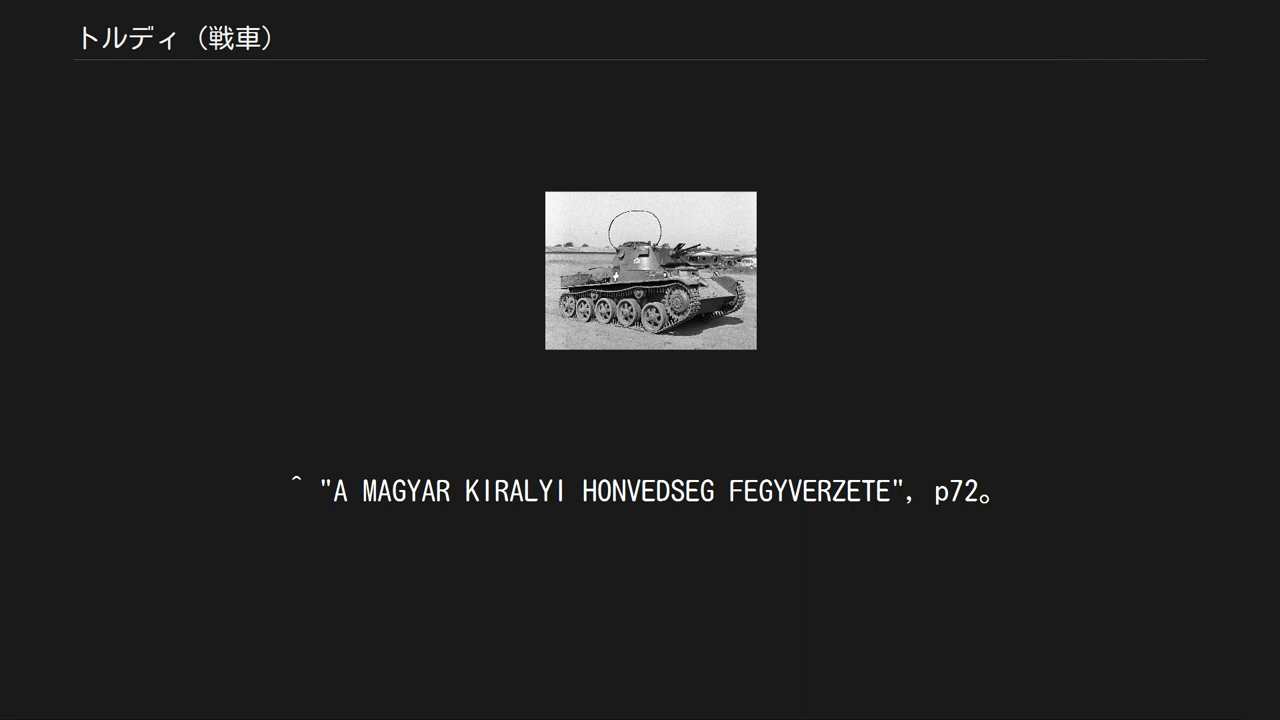 トルディ（戦車）
^ "A MAGYAR KIRALYI HONVEDSEG FEGYVERZETE", p72。